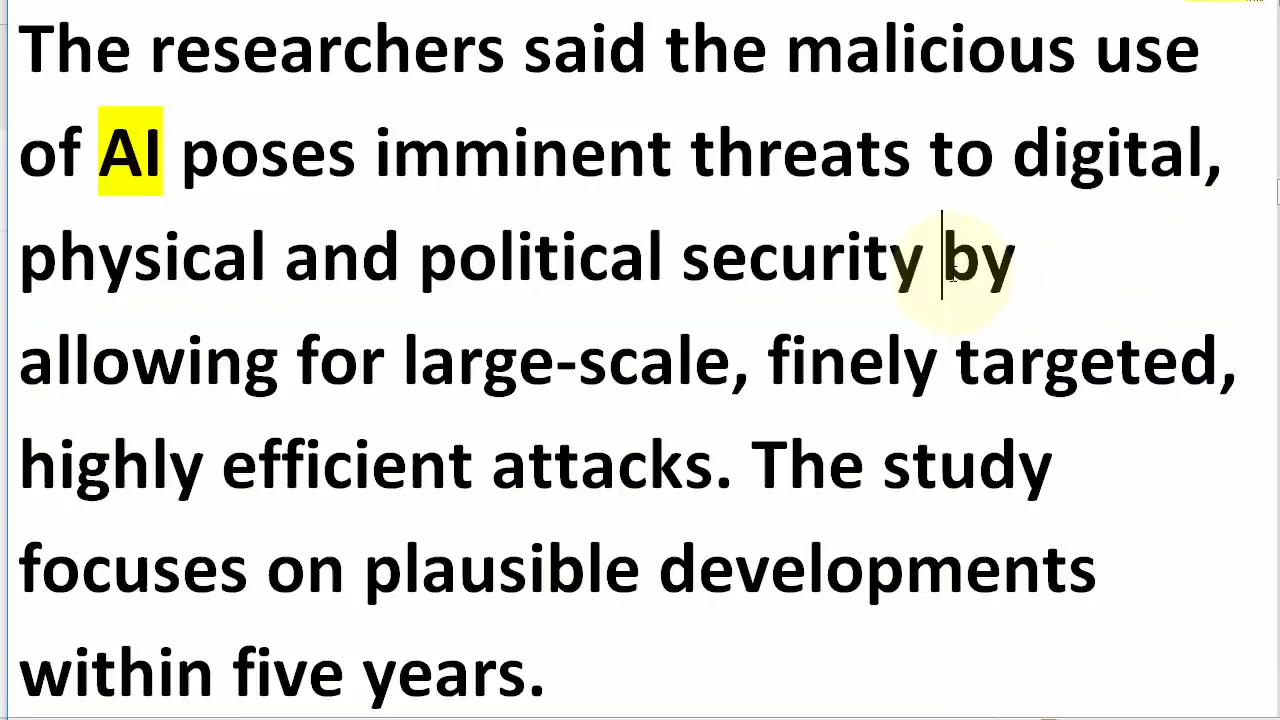 The researchers said the malicious use
of AI poses imminent threats to digital,
physical and political security by
allowing for large-scale, finely targeted,
highly efficient attacks. The study
focuses on plausible developments
within five years.